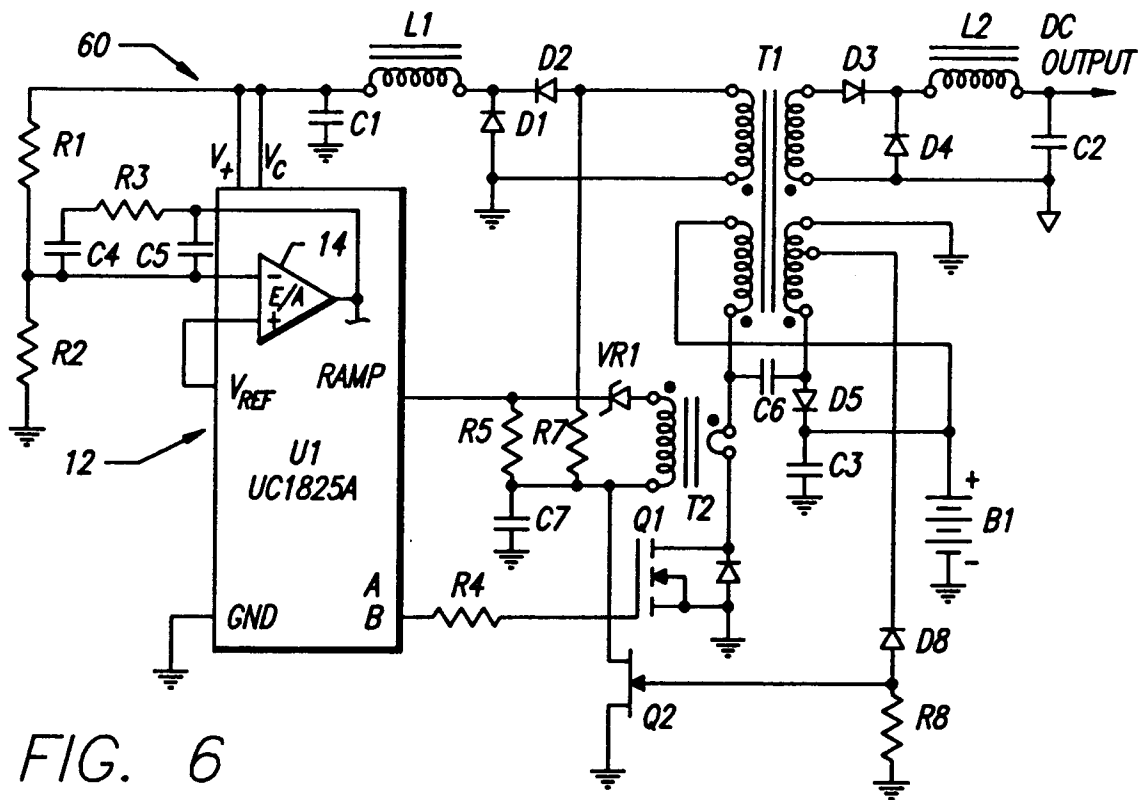 60
L1
D2
T1
D3
L2
DC
OUTPUT
R1
V+
VC
C1
D1
D4
C2
R3
C4
C5
14
-
E/A
+
R2
VREF
RAMP
VR1
C6
D5
R5
R7
12
U1
UC1825A
T2
C3
+
B1
-
C7
Q1
A
R4
GND
B
D8
Q2
R8
FIG. 6